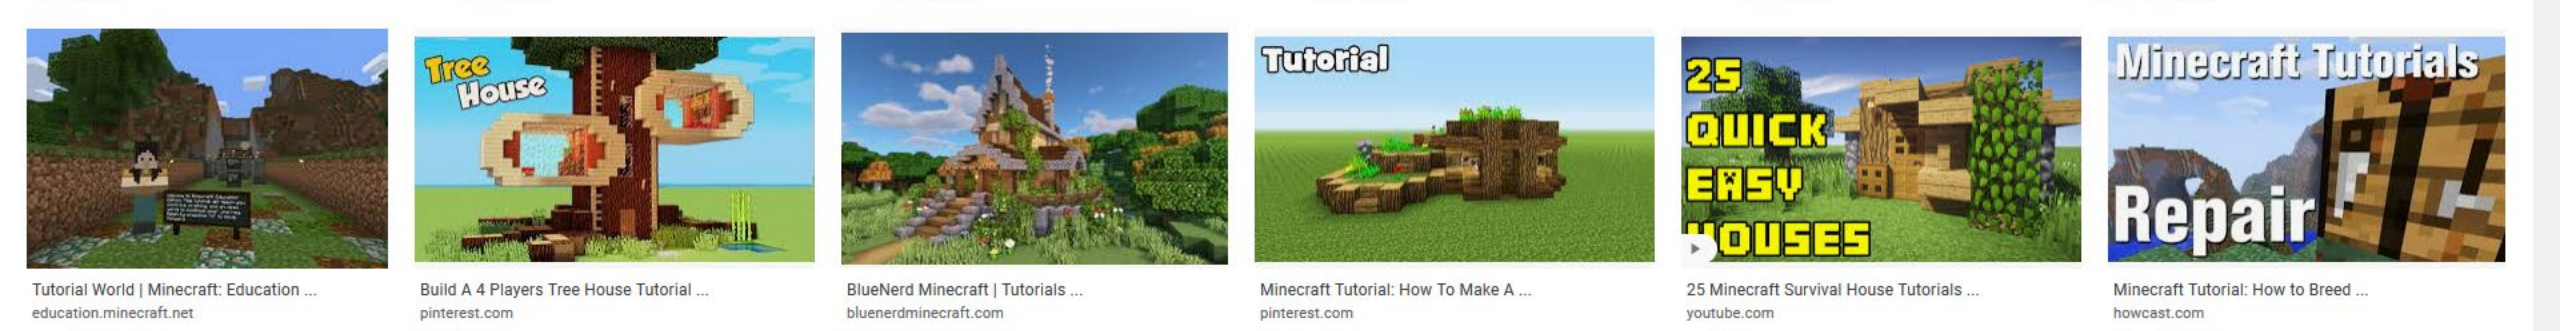 Tree
House
Tutorial
25
QUICK
EASY
HOUSES
Minecraft Tutorials
Repair
Tutorial World | Minecraft: Education ...
education.minecraft.net
Build A 4 Players Tree House Tutorial ...
pinterest.com
BlueNerd Minecraft | Tutorials ...
bluenerdminecraft.com
Minecraft Tutorial: How To Make A ...
pinterest.com
25 Minecraft Survival House Tutorials ...
youtube.com
Minecraft Tutorial: How to Breed ...
howcast.com